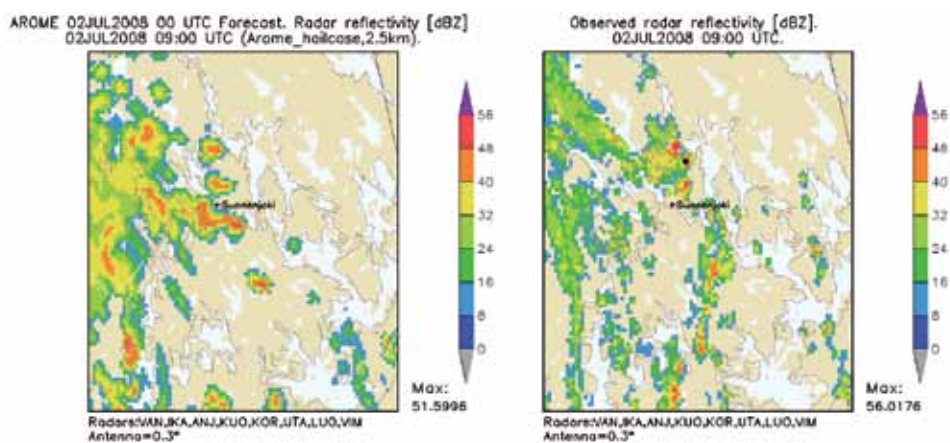 AROME 02JUL2008 00 UTC Forecast. Radar reflectivity [dBZ]
02JUL2008 09:00 UTC (Arome_hailcase,2.5km).
+Suonenjoki
56
48
40
32
24
16
8
0
Max:
51.5996
Radars:VAN,IKA,ANJ,KUO,KOR,UTA,LUO,VIM
Antenna=0.3°
Observed radar reflectivity [dBZ].
02JUL2008 09:00 UTC.
+Suonenjoki
56
48
40
32
24
16
8
0
Max:
56.0176
Radars:VAN,IKA,ANJ,KUO,KOR,UTA,LUO,VIM
Antenna=0.3°